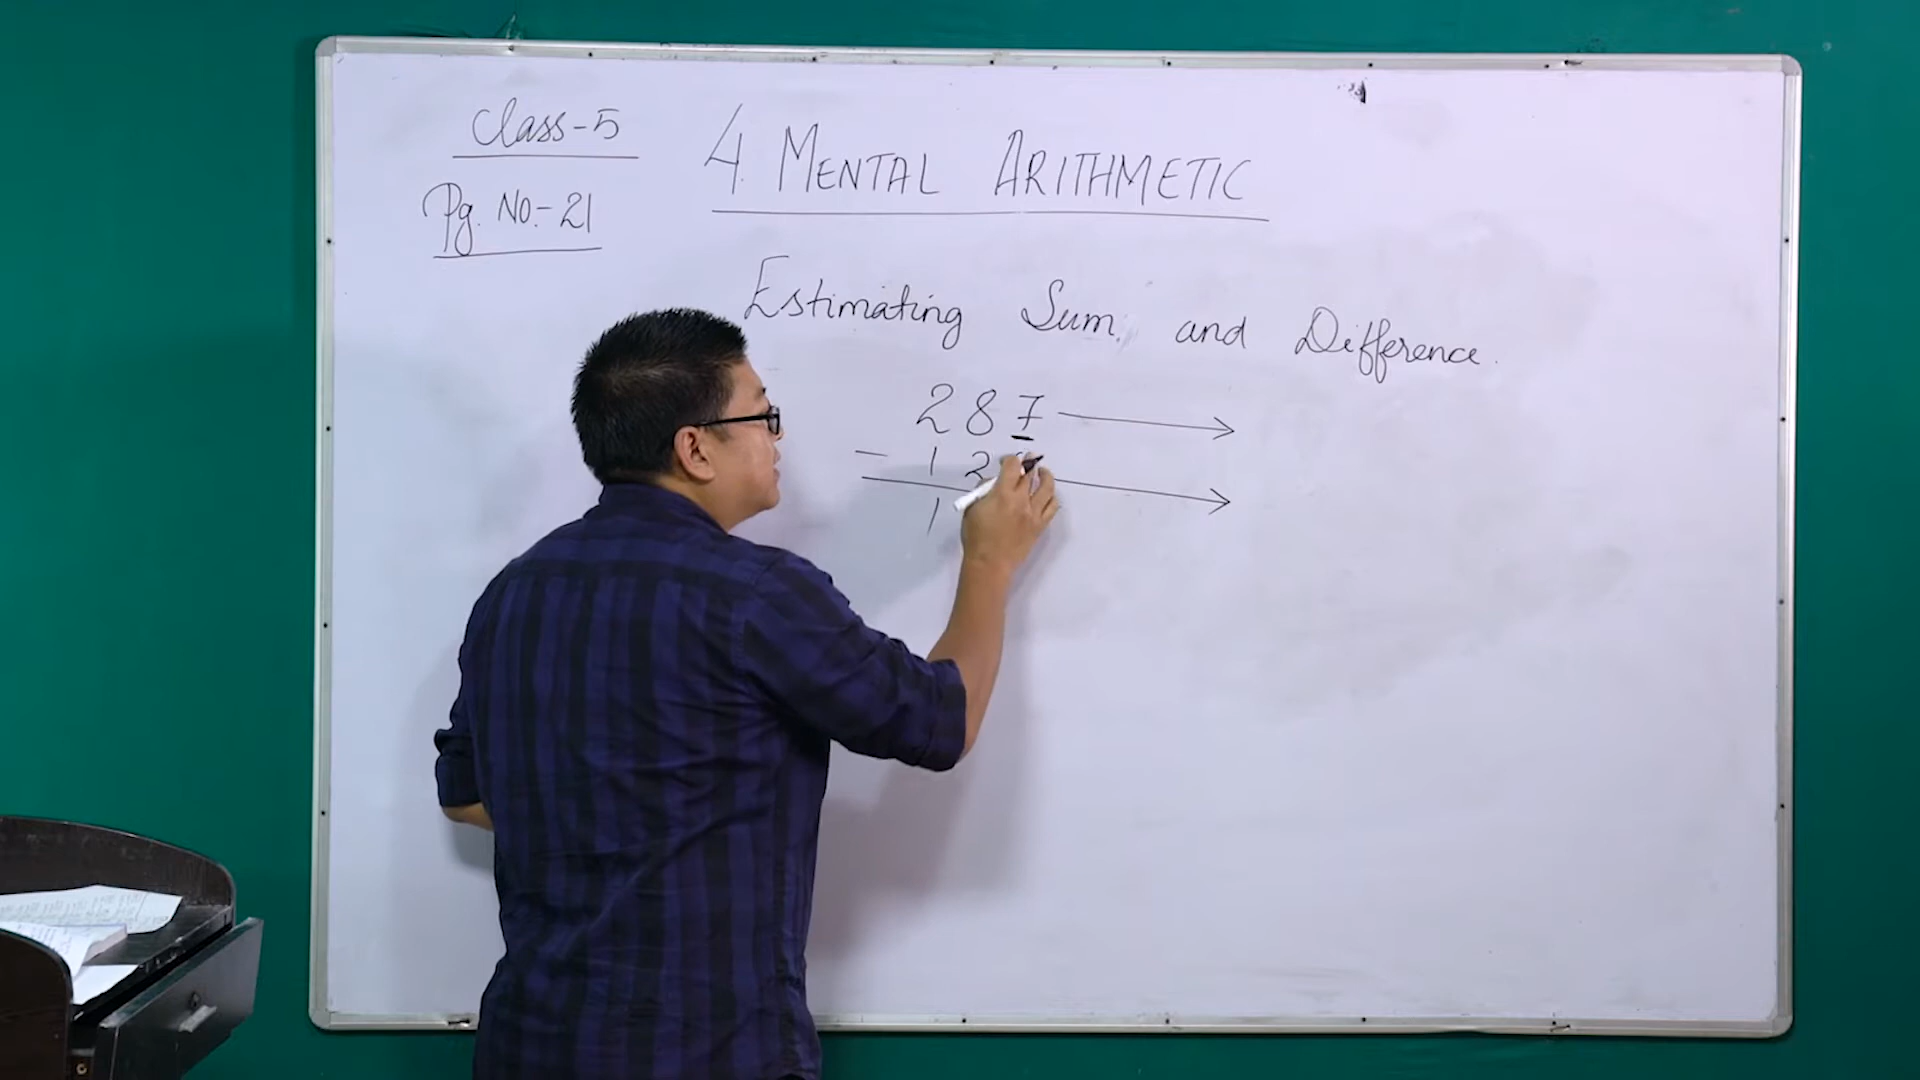 Class-5
Pg. No:- 21
4. MENTAL ARITHMETIC
Estimating Sum and Difference.
287
- 12
1